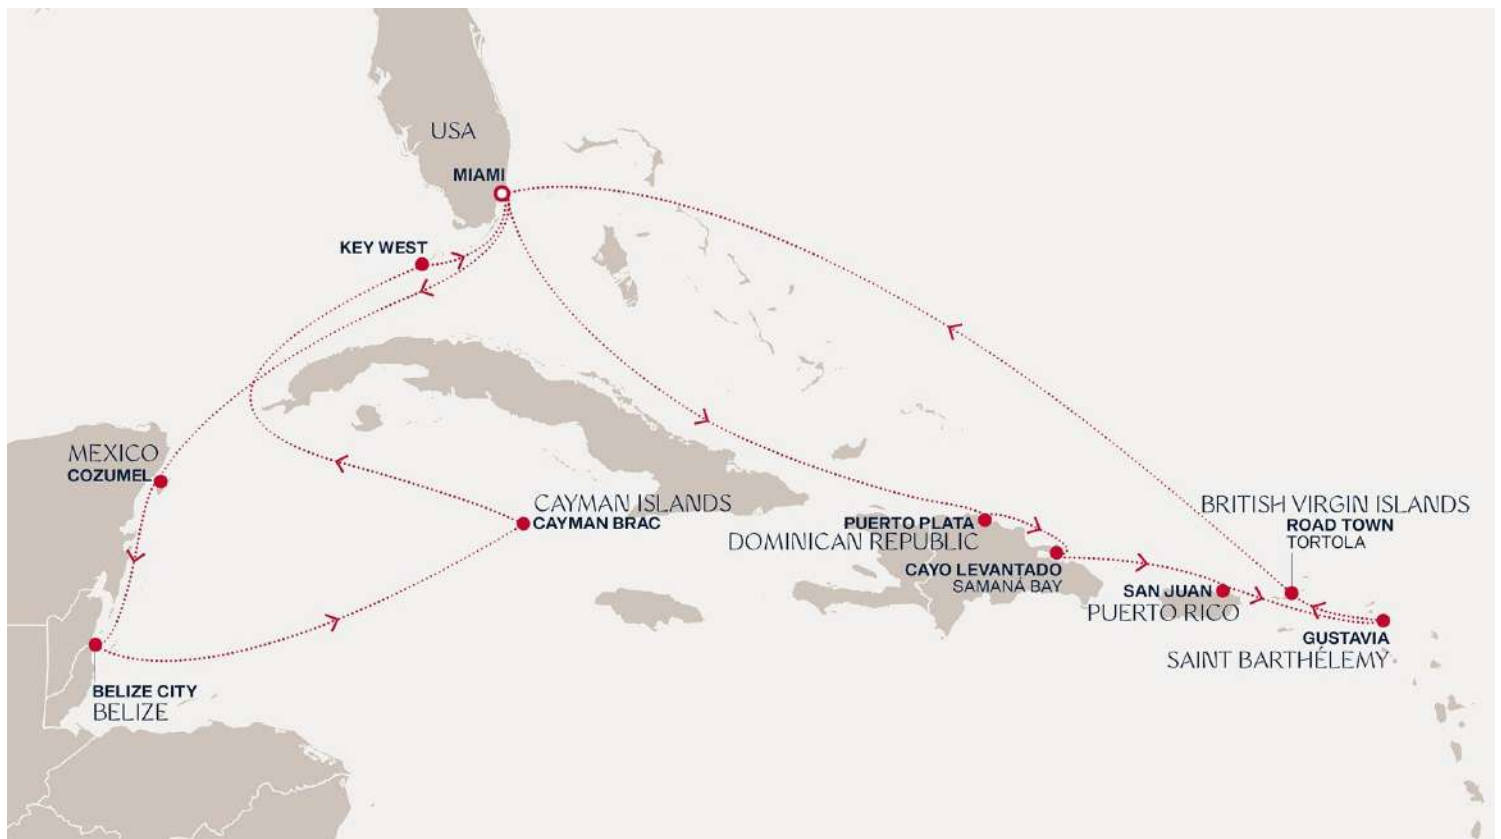 USA
MIAMI
KEY WEST
MEXICO
COZUMEL
CAYMAN ISLANDS
CAYMAN BRAC
BRITISH VIRGIN ISLANDS
ROAD TOWN
TORTOLA
PUERTO PLATA
DOMINICAN REPUBLIC
CAYO LEVANTADO
SAMANÁ BAY
SAN JUAN
PUERTO RICO
GUSTAVIA
SAINT BARTHÉLEMY
BELIZE CITY
BELIZE